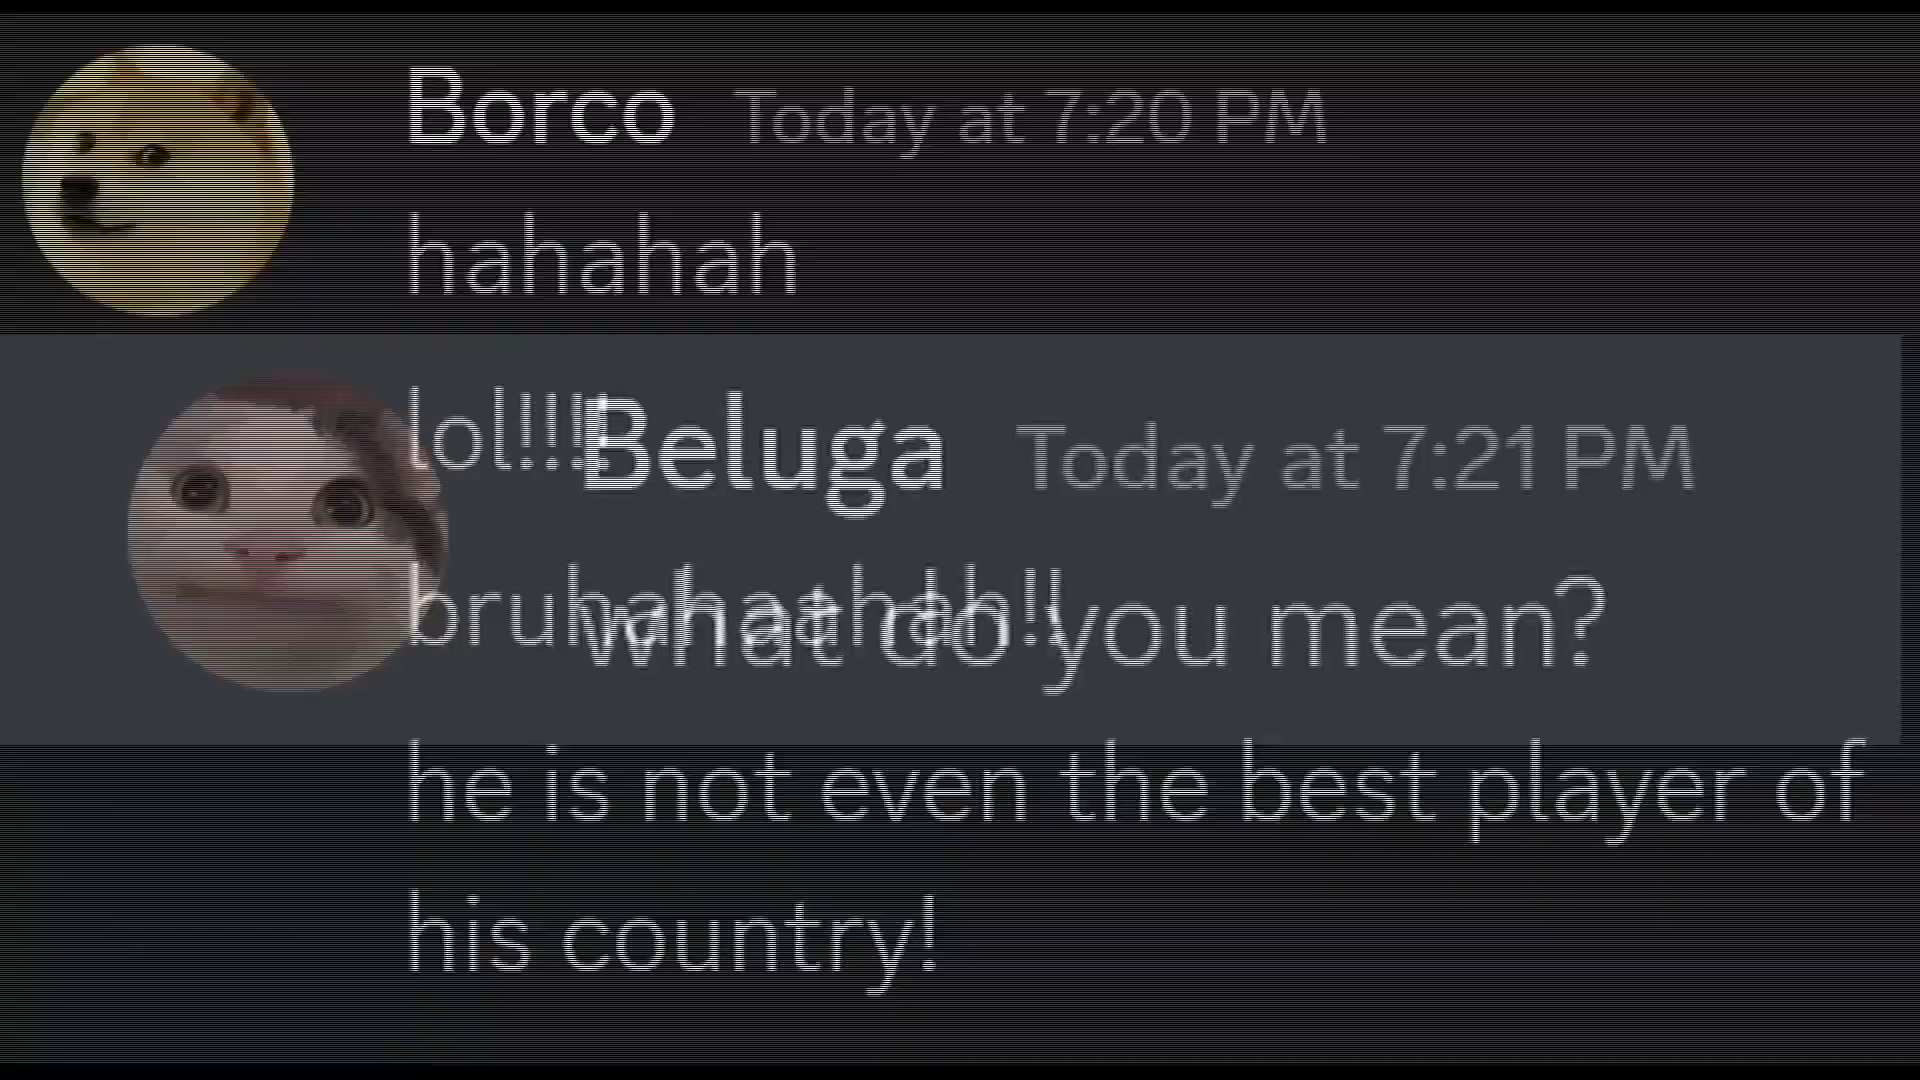 Borco Today at 7:20 PM
hahahah
lol!!!!
Beluga Today at 7:21 PM
bruhahahahah!!
what do you mean?
he is not even the best player of
his country!